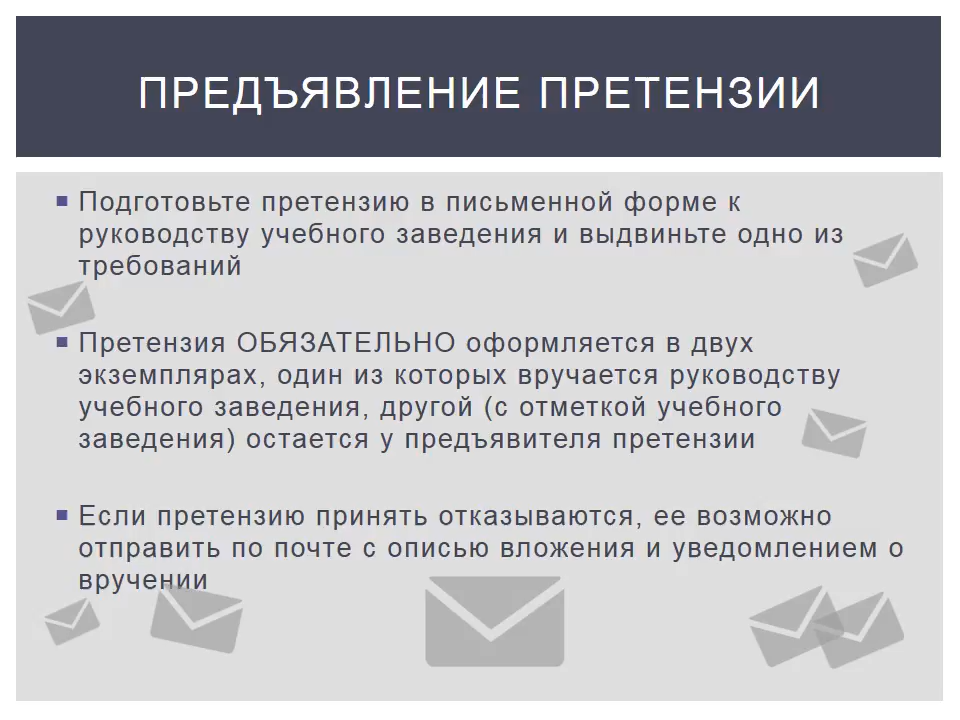 ПРЕДЪЯВЛЕНИЕ ПРЕТЕНЗИИ
Подготовьте претензию в письменной форме к
руководству учебного заведения и выдвиньте одно из
требований
Претензия ОБЯЗАТЕЛЬНО оформляется в двух
экземплярах, один из которых вручается руководству
учебного заведения, другой (с отметкой учебного
заведения) остается у предъявителя претензии
Если претензию принять отказываются, ее возможно
отправить по почте с описью вложения и уведомлением о
вручении